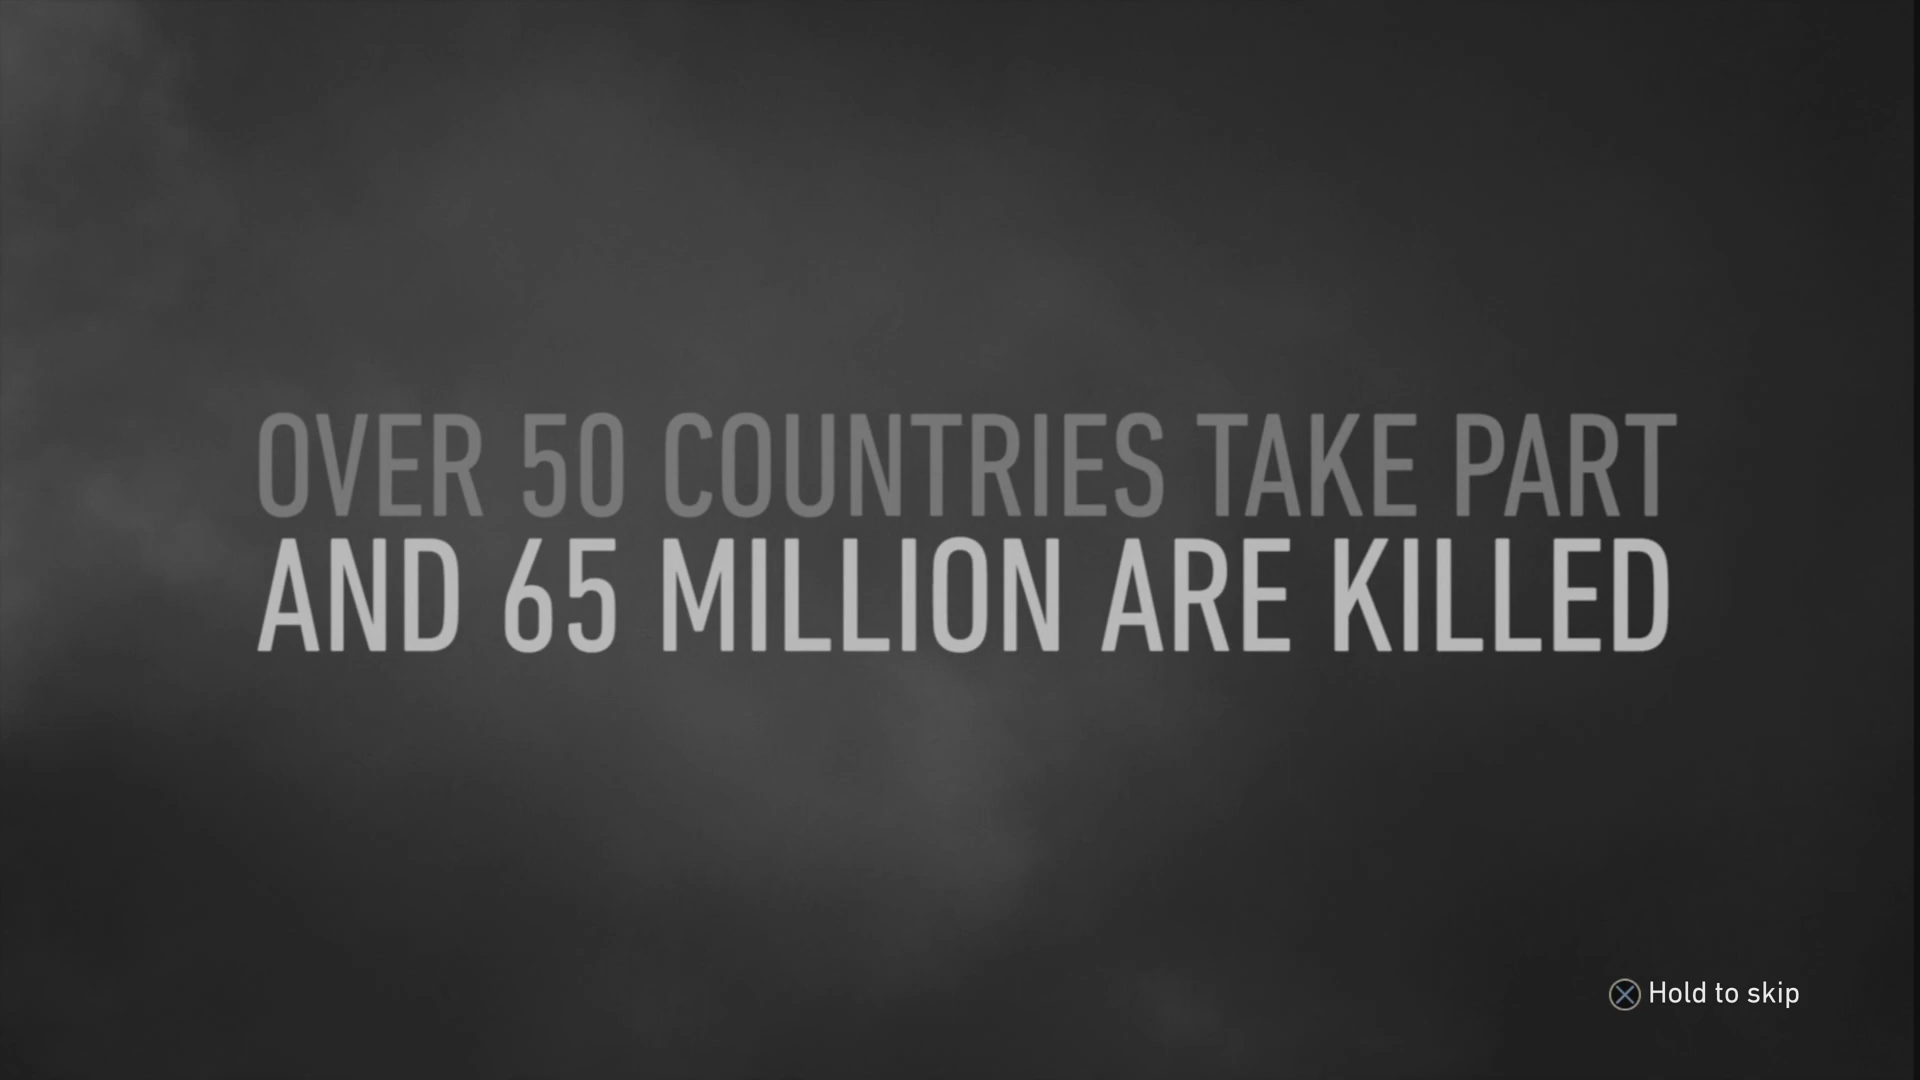 OVER 50 COUNTRIES TAKE PART
AND 65 MILLION ARE KILLED
Hold to skip